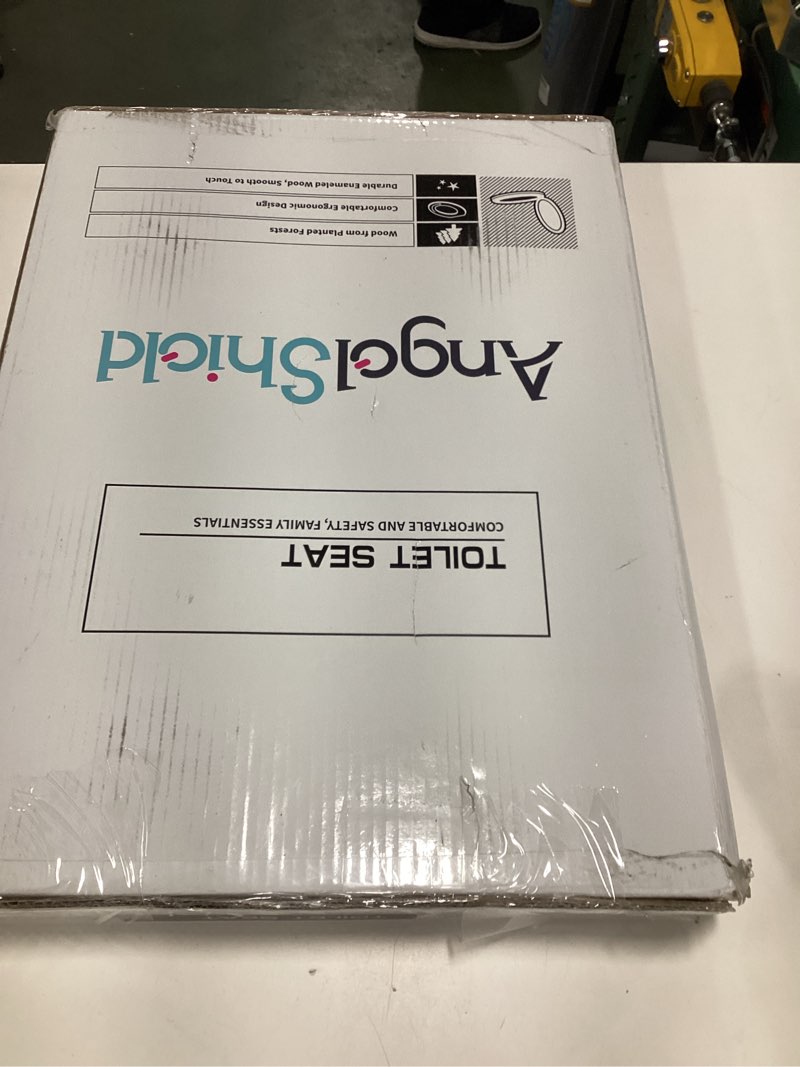 TOILET SEAT
COMFORTABLE AND SAFETY, FAMILY ESSENTIALS
AngelShield
Wood from Planted Forests
Comfortable Ergonomic Design
Durable Enameled Wood, Smooth to Touch